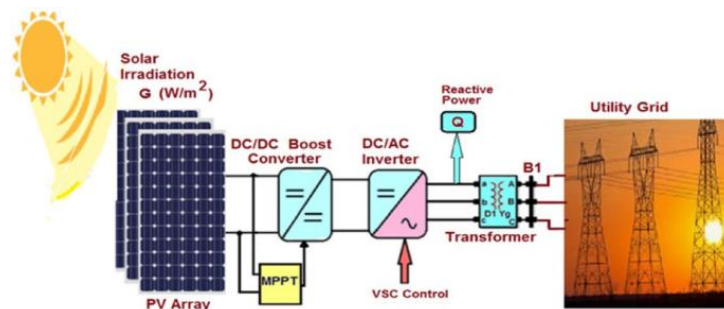 Solar
Irradiation
G (W/m²)
PV Array
DC/DC Boost
Converter
MPPT
DC/AC
Inverter
VSC Control
Reactive
Power
Q
a
b
c
A
B
C
D1 Yg
Transformer
B1
Utility Grid